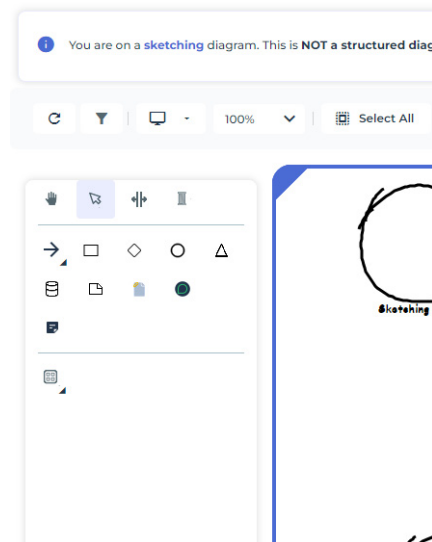 You are on a sketching diagram. This is NOT a structured diag
100%
Select All
Sketching